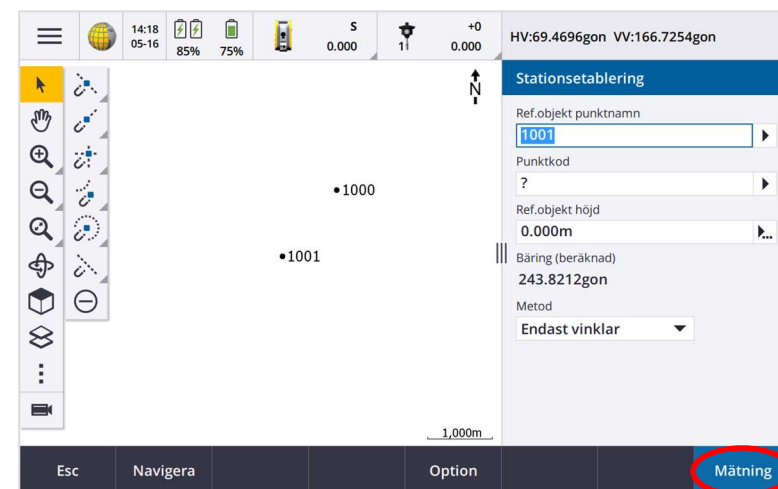 14:18
05-16
85%
75%
S
0.000
1
+0
0.000
HV:69.4696gon VV:166.7254gon
N
1000
1001
1,000m
Stationsetablering
Ref.objekt punktnamn
1001
Punktkod
?
Ref.objekt höjd
0.000m
Bäring (beräknad)
243.8212gon
Metod
Endast vinklar
Esc
Navigera
Option
Mätning